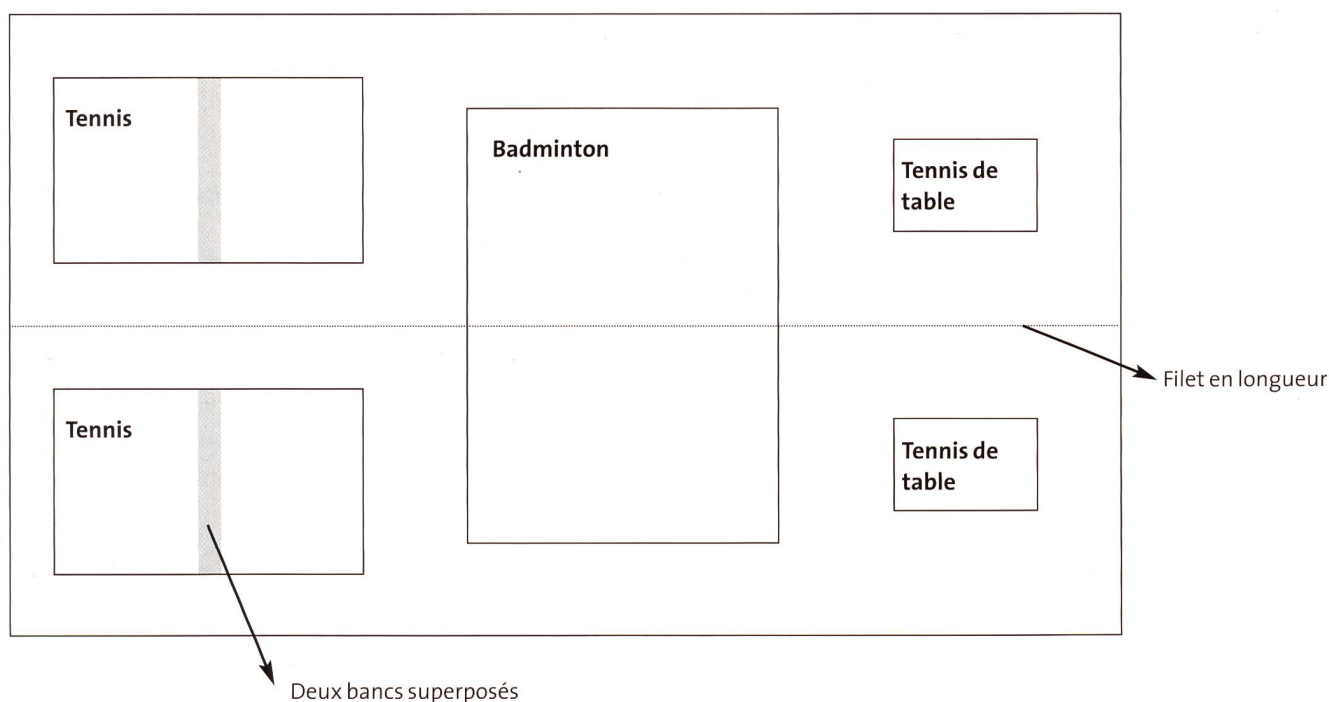 Tennis
Badminton
Tennis de
table
Filet en longueur
Tennis
Tennis de
table
Deux bancs superposés